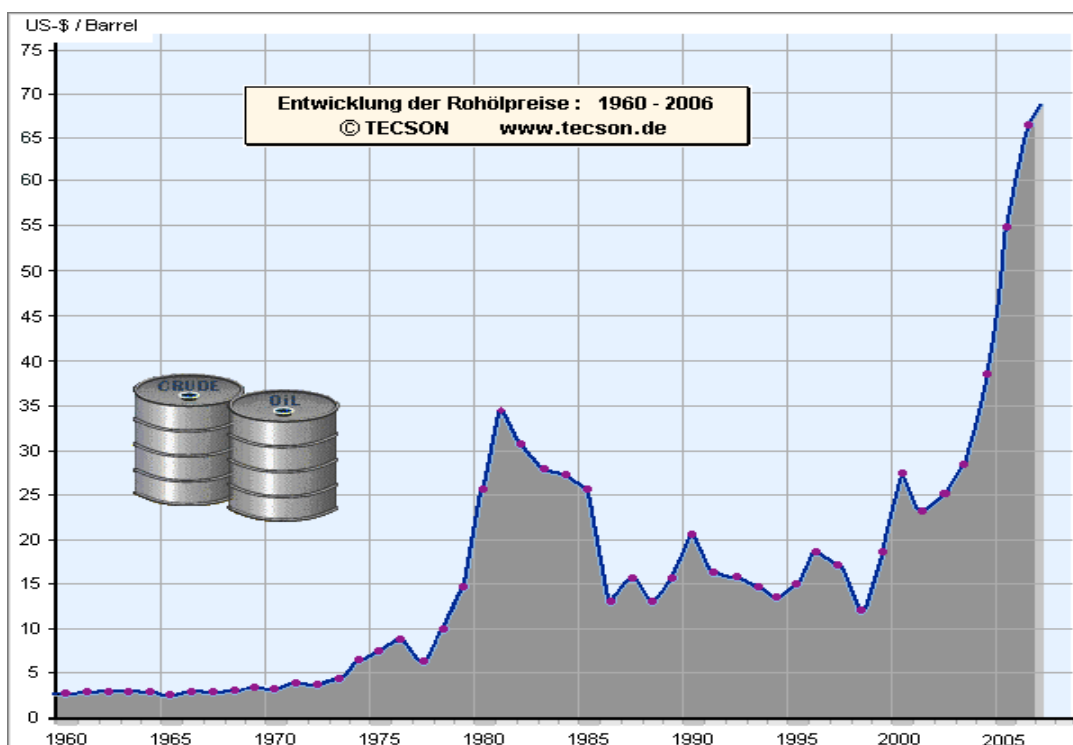 US-$ / Barrel
75
70
65
60
55
50
45
40
35
30
25
20
15
10
5
0
Entwicklung der Rohölpreise : 1960 - 2006
© TECSON www.tecson.de
CRUDE
OiL
1960 1965 1970 1975 1980 1985 1990 1995 2000 2005